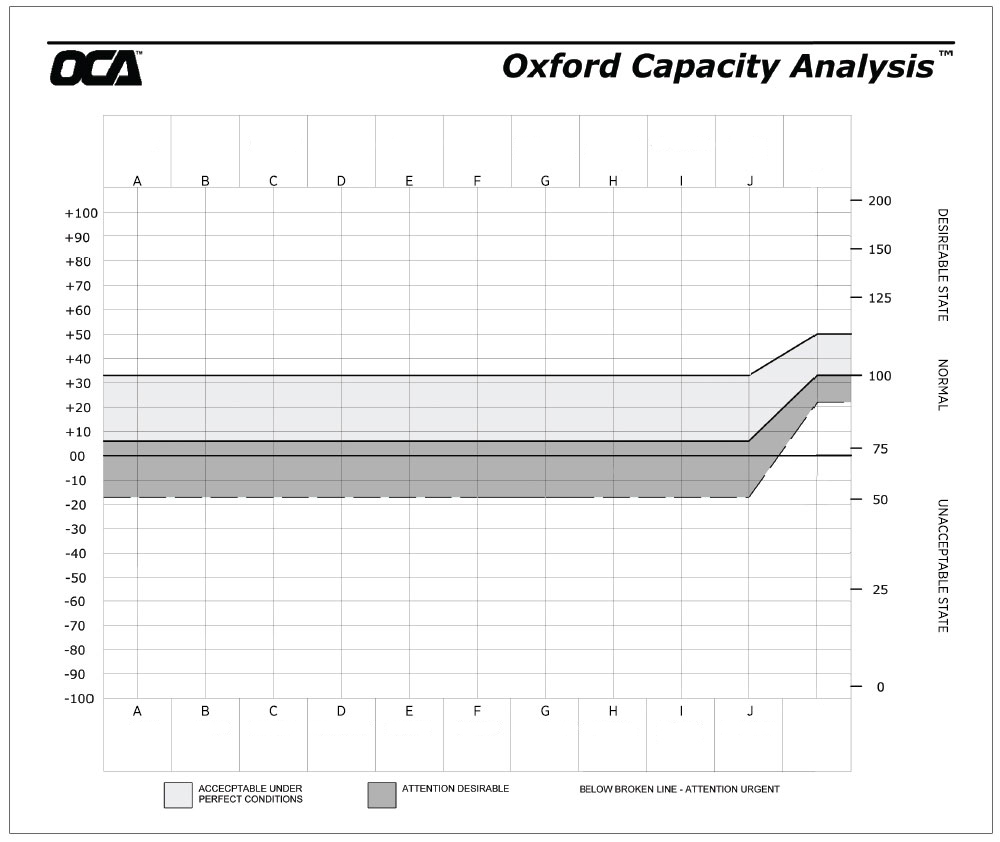 OCA™
Oxford Capacity Analysis™
A B C D E F G H I J
+100
+90
+80
+70
+60
+50
+40
+30
+20
+10
00
-10
-20
-30
-40
-50
-60
-70
-80
-90
-100
200
150
125
100
75
50
25
0
DESIREABLE STATE
NORMAL
UNACCEPTABLE STATE
A B C D E F G H I J
ACCECPTABLE UNDER
PERFECT CONDITIONS
ATTENTION DESIRABLE
BELOW BROKEN LINE - ATTENTION URGENT